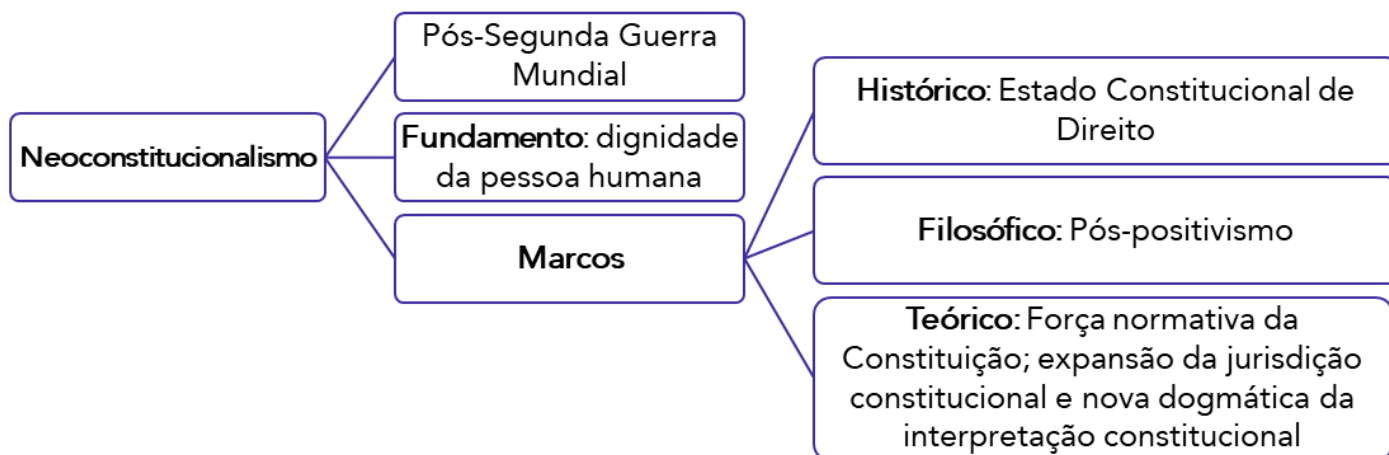 Neoconstitucionalismo
Pós-Segunda Guerra
Mundial
Fundamento: dignidade
da pessoa humana
Marcos
Histórico: Estado Constitucional de
Direito
Filosófico: Pós-positivismo
Teórico: Força normativa da
Constituição; expansão da jurisdição
constitucional e nova dogmática da
interpretação constitucional